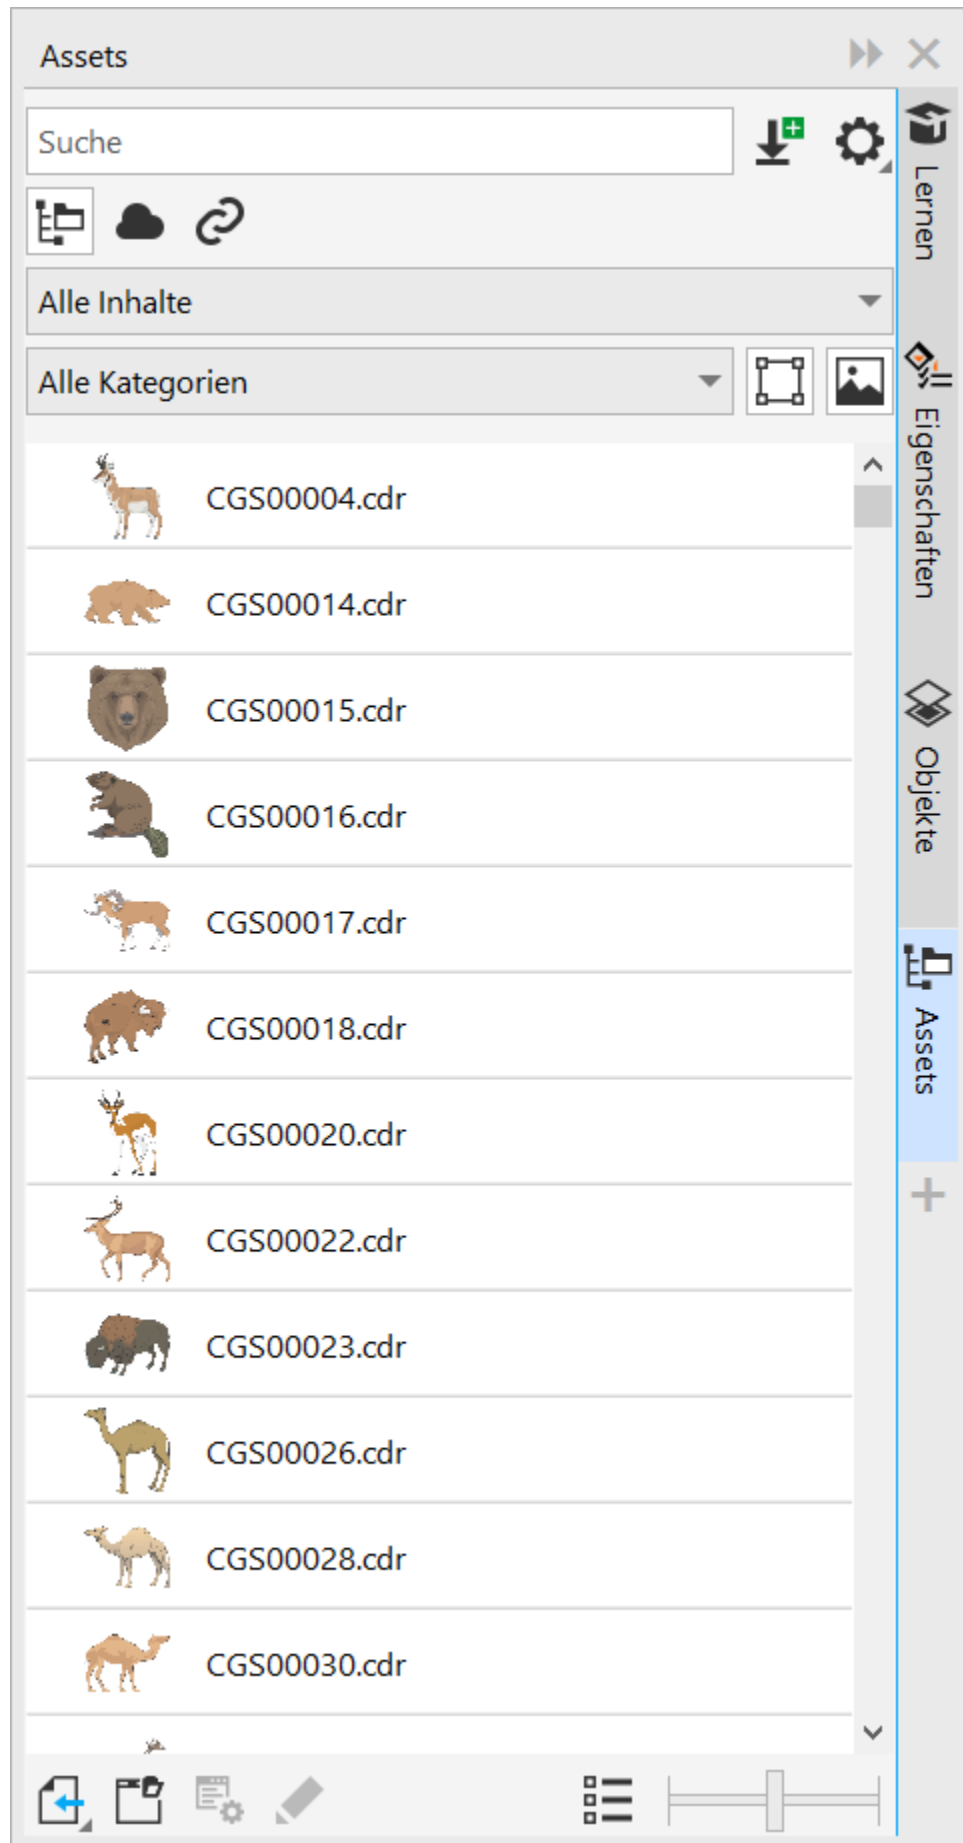 Assets
Suche
Alle Inhalte
Alle Kategorien
CGS00004.cdr
CGS00014.cdr
CGS00015.cdr
CGS00016.cdr
CGS00017.cdr
CGS00018.cdr
CGS00020.cdr
CGS00022.cdr
CGS00023.cdr
CGS00026.cdr
CGS00028.cdr
CGS00030.cdr
Lernen
Eigenschaften
Objekte
Assets